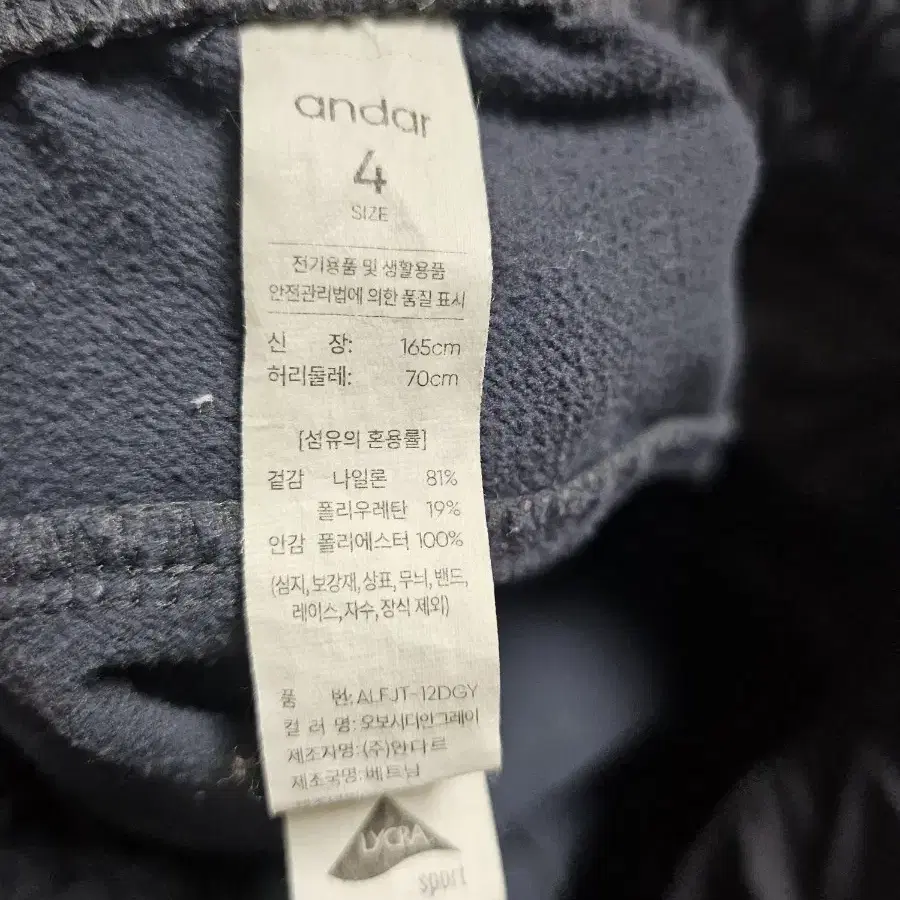 andar
4
SIZE
전기용품 및 생활용품
안전관리법에 의한 품질 표시
신 장: 165cm
허리둘레: 70cm
[섬유의 혼용률]
겉감 나일론 81%
폴리우레탄 19%
안감 폴리에스터 100%
(심지,보강재,상표,무늬,밴드,
레이스,자수,장식 제외)
품 번: ALFJT-12DGY
컬 러 명: 오보시디안그레이
제조자명: (주)안다르
제조국명: 베트남
LYCRA
sport